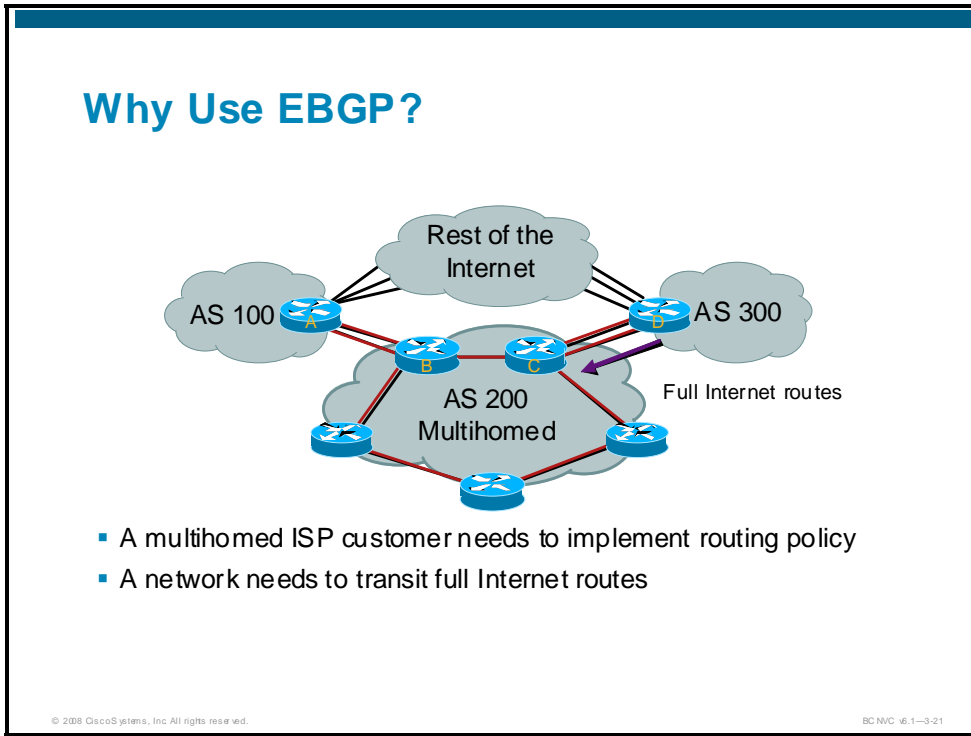 Why Use EBGP?
Rest of the
Internet
AS 100
A
D
AS 300
B
C
AS 200
Multihomed
Full Internet routes
A multihomed ISP customer needs to implement routing policy
A network needs to transit full Internet routes
© 2008 Cisco Systems, Inc. All rights reserved.
BCNVC v6.1—3-21